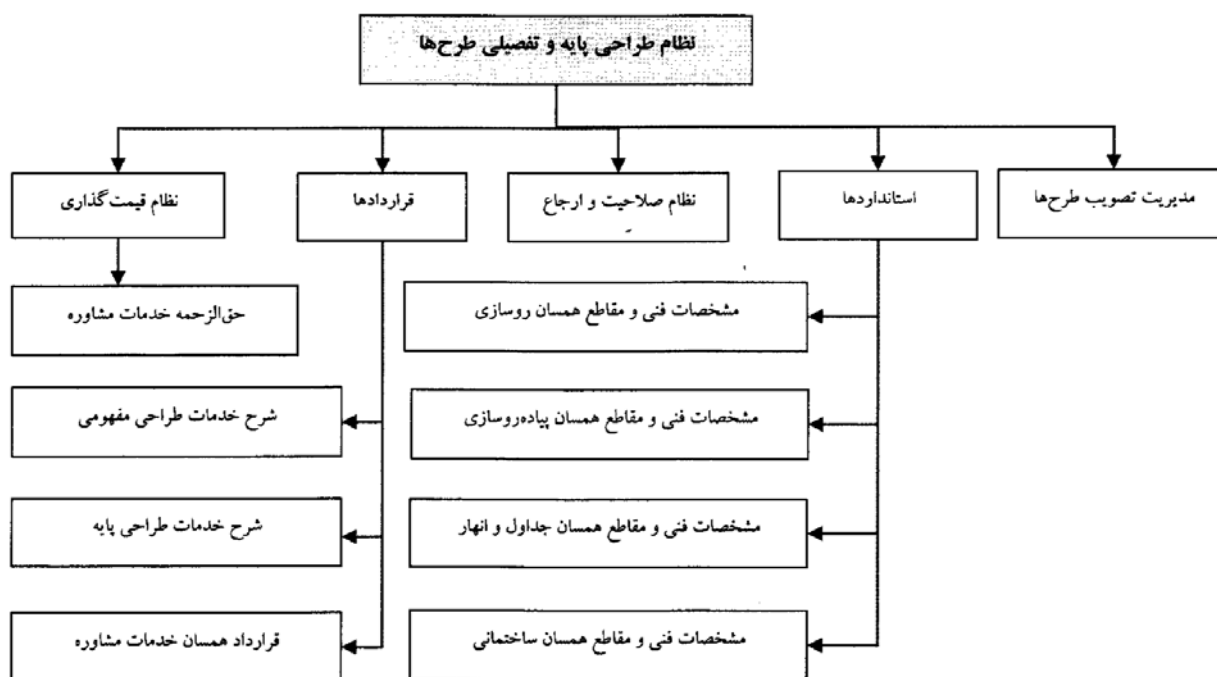 نظام طراحی پایه و تفصیلی طرح‌ها
مدیریت تصویب طرح‌ها
استانداردها
نظام صلاحیت و ارجاع
قراردادها
نظام قیمت‌گذاری
مشخصات فنی و مقاطع همسان روسازی
حق‌الزحمه خدمات مشاوره
مشخصات فنی و مقاطع همسان پیاده‌روسازی
شرح خدمات طراحی مفهومی
مشخصات فنی و مقاطع همسان جداول و انهار
شرح خدمات طراحی پایه
مشخصات فنی و مقاطع همسان ساختمانی
قرارداد همسان خدمات مشاوره